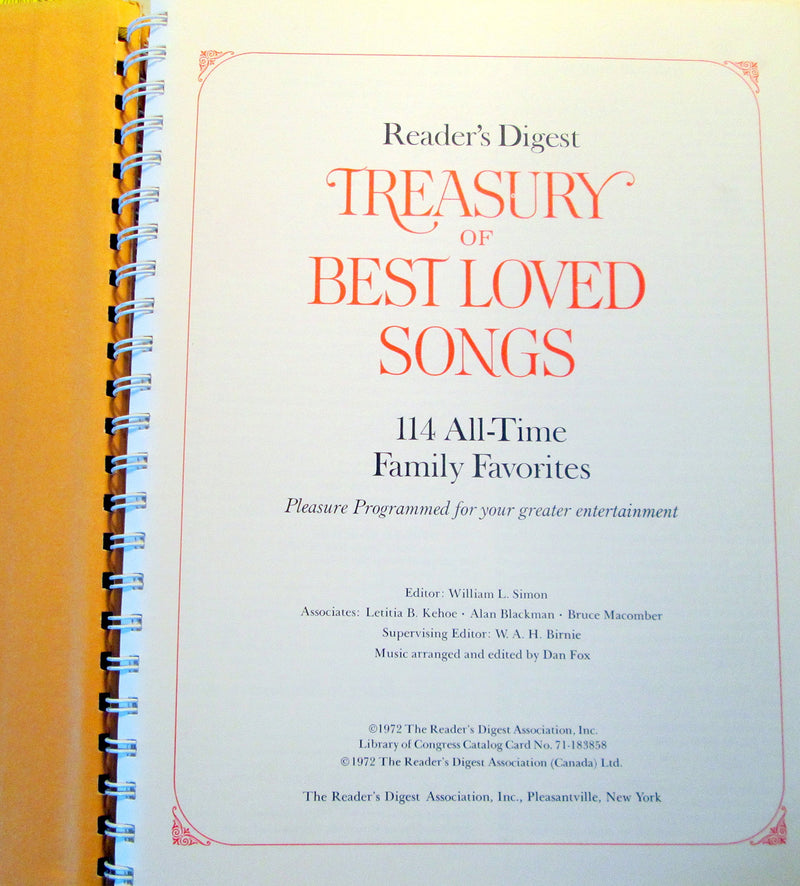 Reader's Digest
TREASURY
OF
BEST LOVED
SONGS
114 All-Time
Family Favorites
Pleasure Programmed for your greater entertainment
Editor: William L. Simon
Associates: Letitia B. Kehoe · Alan Blackman · Bruce Macomber
Supervising Editor: W. A. H. Birnie
Music arranged and edited by Dan Fox
©1972 The Reader's Digest Association, Inc.
Library of Congress Catalog Card No. 71-183858
©1972 The Reader's Digest Association (Canada) Ltd.
The Reader's Digest Association, Inc., Pleasantville, New York